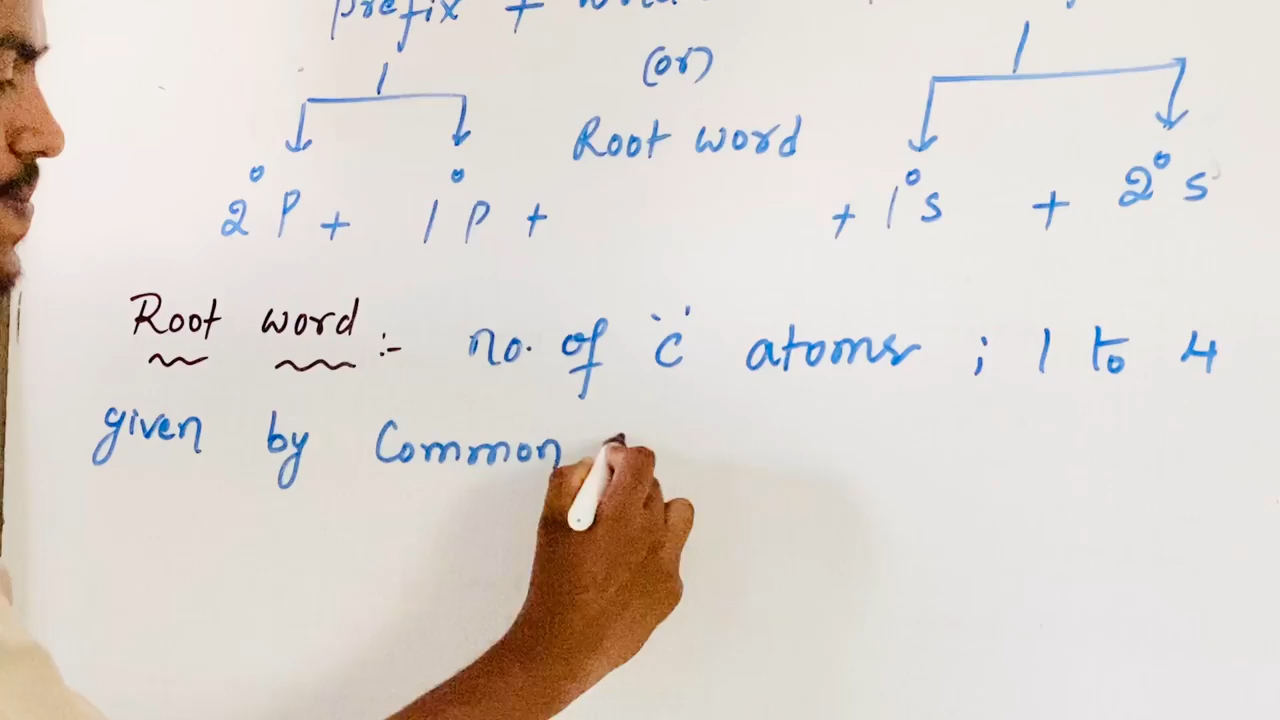 prefix + word
(or)
Root word
2° P + 1° P + + 1° S + 2° S
Root word :- no. of 'C' atoms ; 1 to 4
given by Common